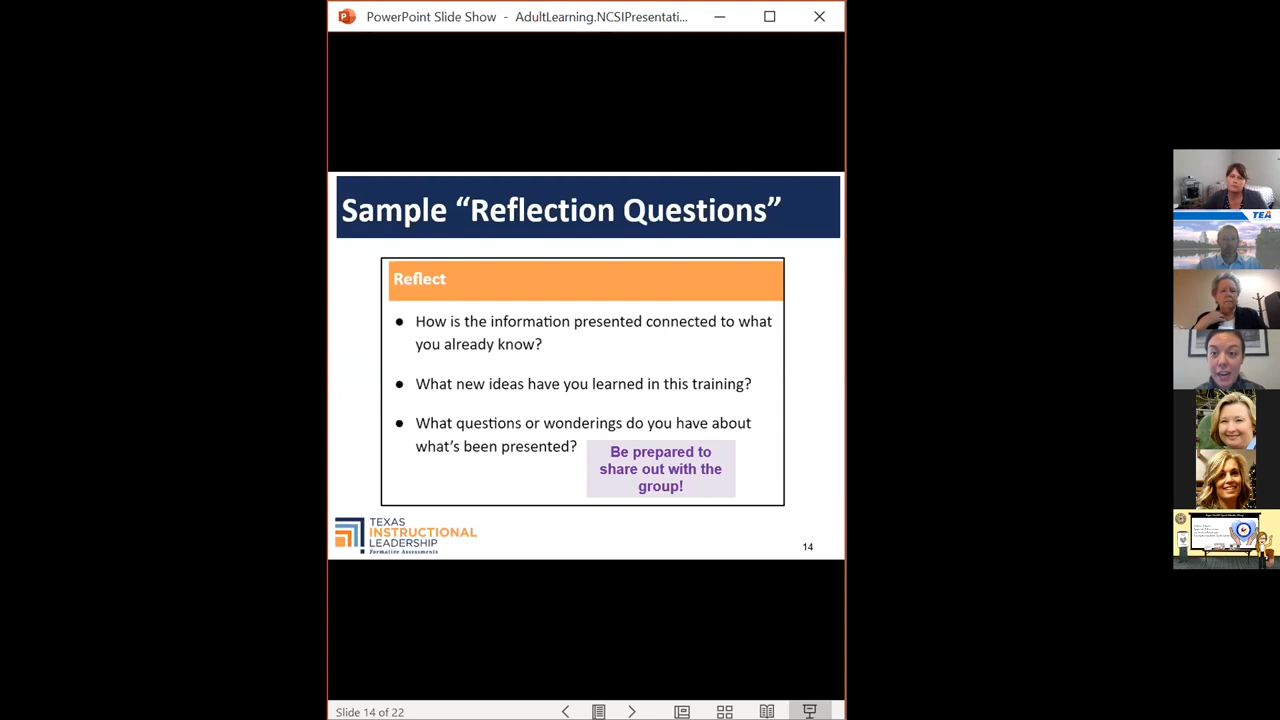 PowerPoint Slide Show - AdultLearning.NCSIPresentati...
Sample “Reflection Questions”
Reflect
● How is the information presented connected to what
you already know?
● What new ideas have you learned in this training?
● What questions or wonderings do you have about
what’s been presented?
Be prepared to
share out with the
group!
TEXAS
INSTRUCTIONAL
LEADERSHIP
Formative Assessments
14
Slide 14 of 22
TEA